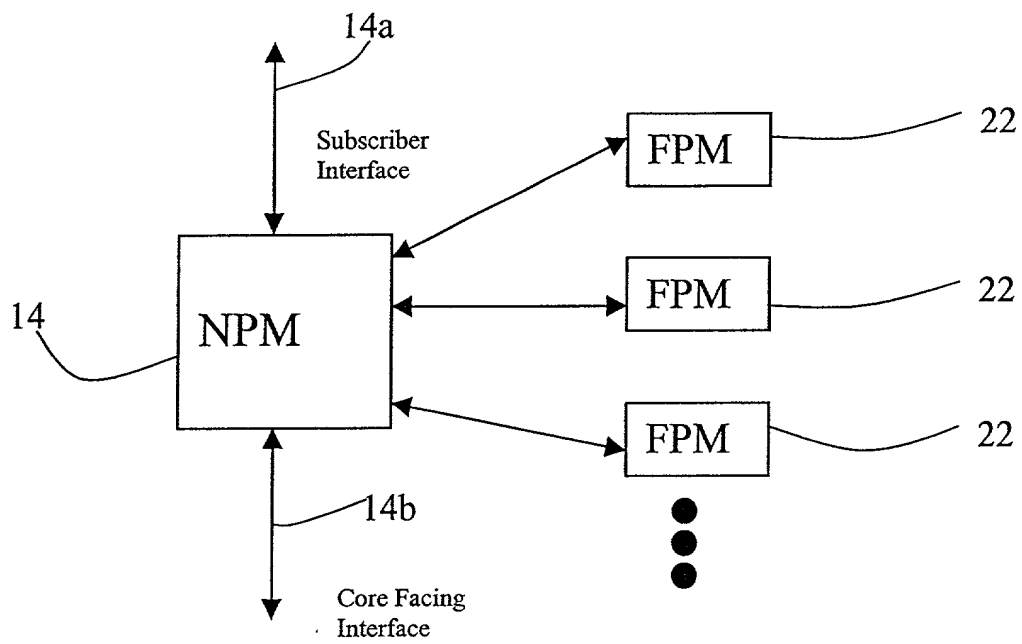 14a
Subscriber
Interface
FPM
22
FPM
22
14
NPM
FPM
22
14b
Core Facing
Interface